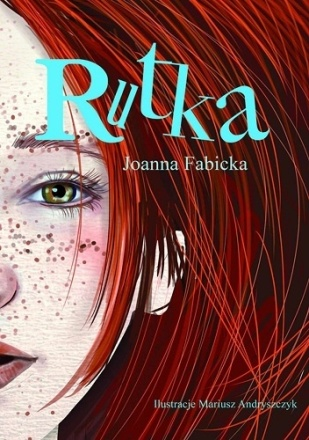 Rutka
Joanna Fabicka
Ilustracje Mariusz Andryszczyk